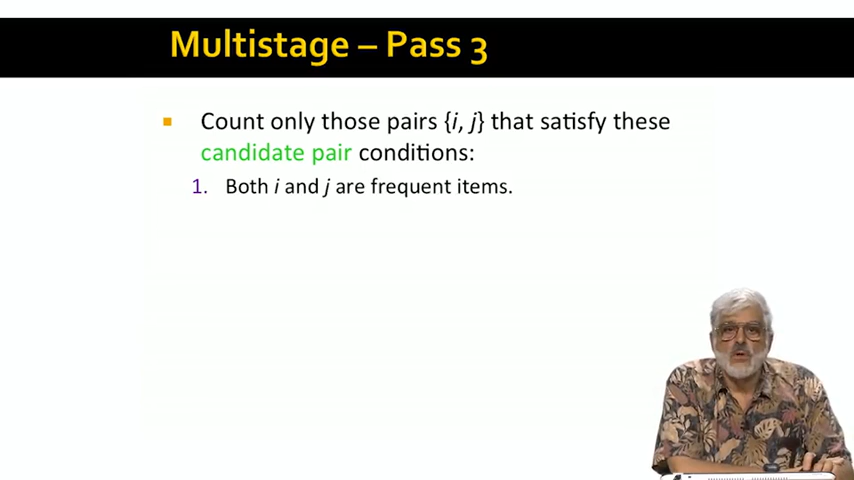 Multistage – Pass 3
Count only those pairs {i, j} that satisfy these
candidate pair conditions:
1. Both i and j are frequent items.